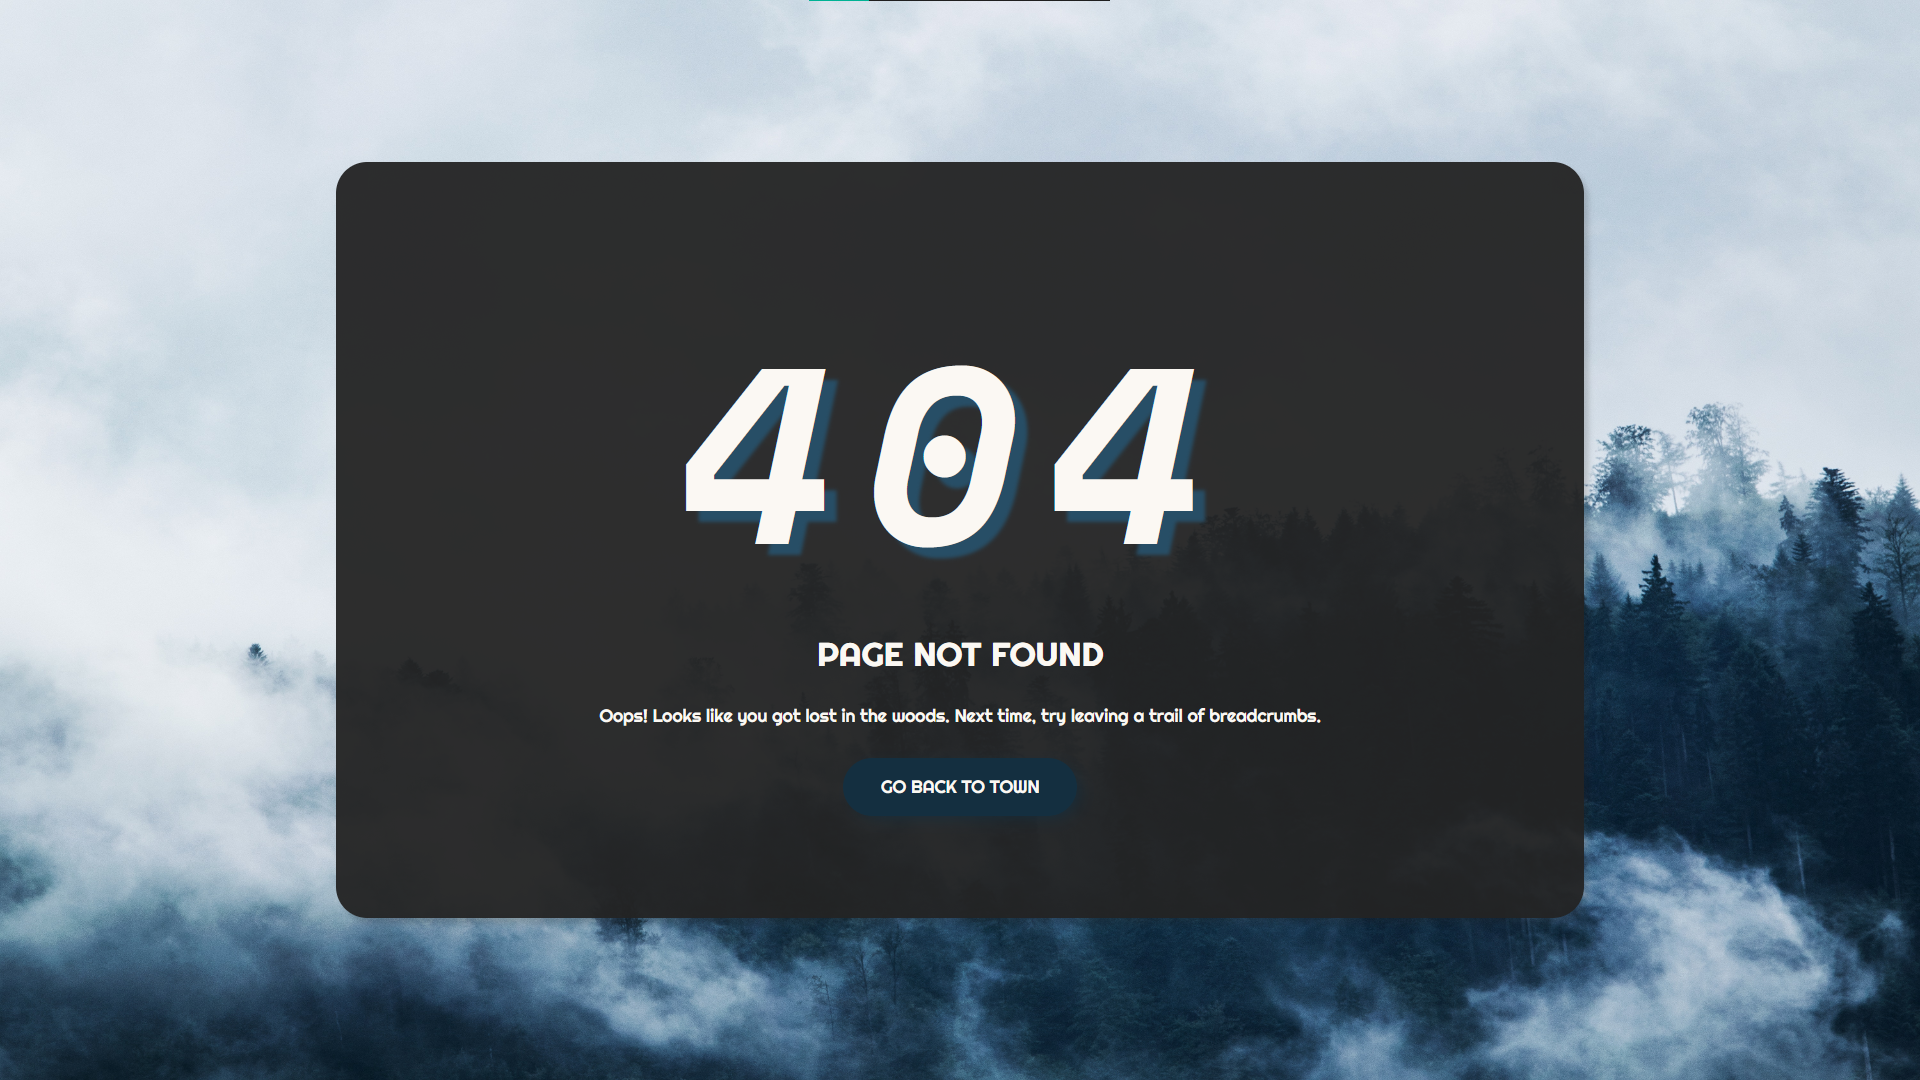 404
PAGE NOT FOUND
Oops! Looks like you got lost in the woods. Next time, try leaving a trail of breadcrumbs.
GO BACK TO TOWN